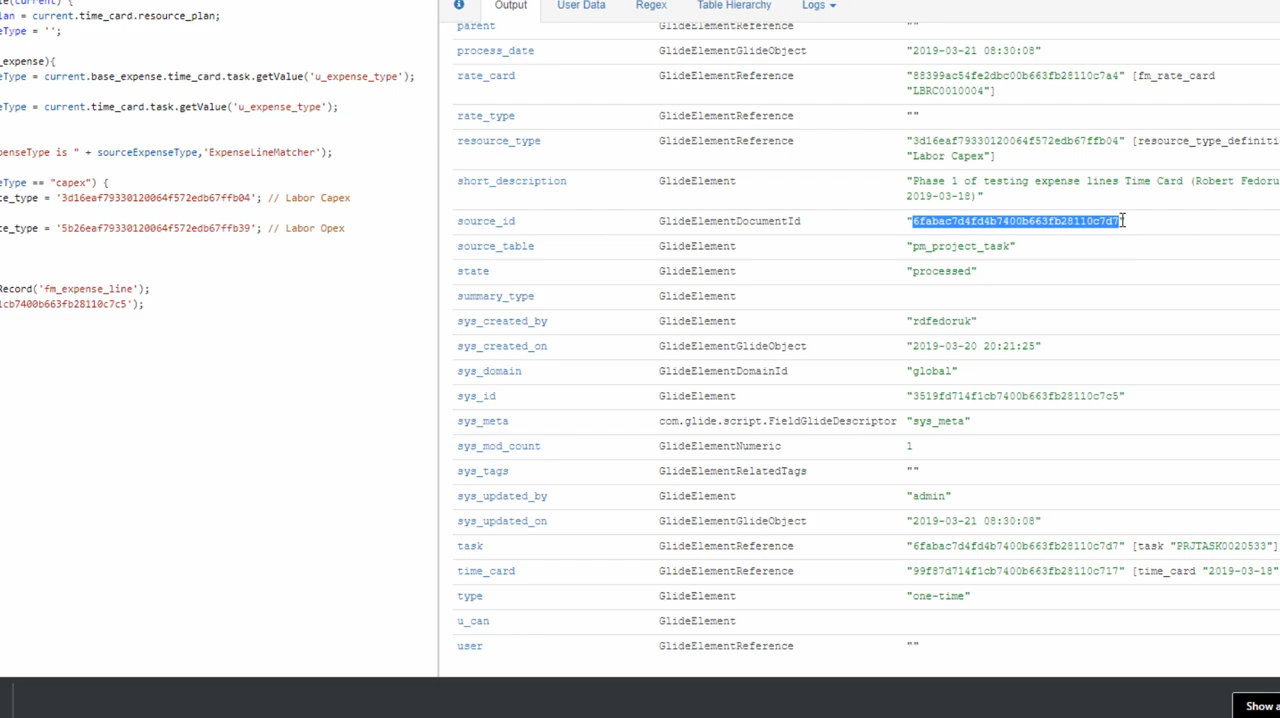 le(current) {
lan = current.time_card.resource_plan;
eType = '';
_expense){
eType = current.base_expense.time_card.task.getValue('u_expense_type');
eType = current.time_card.task.getValue('u_expense_type');
penseType is " + sourceExpenseType,'ExpenseLineMatcher');
eType == "capex") {
ce_type = '3d16eaf79330120064f572edb67ffb04'; // Labor Capex
ce_type = '5b26eaf79330120064f572edb67ffb39'; // Labor Opex
Record('fm_expense_line');
1cb7400b663fb28110c7c5');
Output User Data Regex Table Hierarchy Logs
parent GlideElementReference ""
process_date GlideElementGlideObject "2019-03-21 08:30:08"
rate_card GlideElementReference "88399ac54fe2dbc00b663fb28110c7a4" [fm_rate_card
"LBRC0010004"]
rate_type GlideElementReference ""
resource_type GlideElementReference "3d16eaf79330120064f572edb67ffb04" [resource_type_definiti
"Labor Capex"]
short_description GlideElement "Phase 1 of testing expense lines Time Card (Robert Fedoru
2019-03-18)"
source_id GlideElementDocumentId "6fabac7d4fd4b7400b663fb28110c7d7
source_table GlideElement "pm_project_task"
state GlideElement "processed"
summary_type GlideElement
sys_created_by GlideElement "rdfedoruk"
sys_created_on GlideElementGlideObject "2019-03-20 20:21:25"
sys_domain GlideElementDomainId "global"
sys_id GlideElement "3519fd714f1cb7400b663fb28110c7c5"
sys_meta com.glide.script.FieldGlideDescriptor "sys_meta"
sys_mod_count GlideElementNumeric 1
sys_tags GlideElementRelatedTags ""
sys_updated_by GlideElement "admin"
sys_updated_on GlideElementGlideObject "2019-03-21 08:30:08"
task GlideElementReference "6fabac7d4fd4b7400b663fb28110c7d7" [task "PRJTASK0020533"]
time_card GlideElementReference "99f87d714f1cb7400b663fb28110c717" [time_card "2019-03-18"
type GlideElement "one-time"
u_can GlideElement
user GlideElementReference ""
Show a